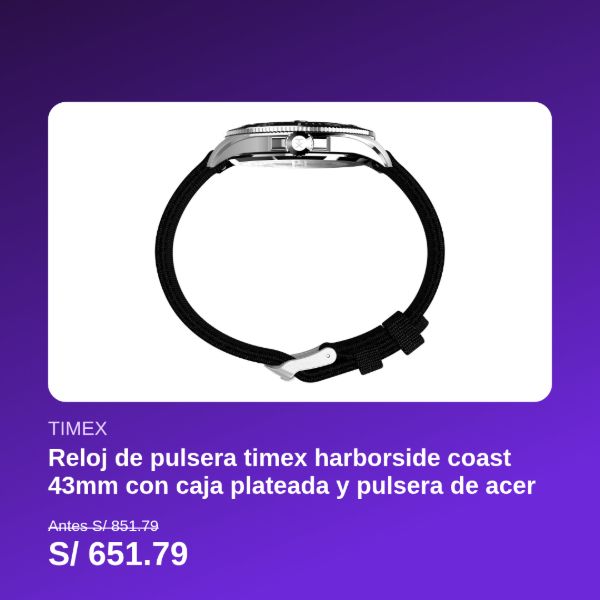 TIMEX
Reloj de pulsera timex harborside coast
43mm con caja plateada y pulsera de acer
Antes S/ 851.79
S/ 651.79